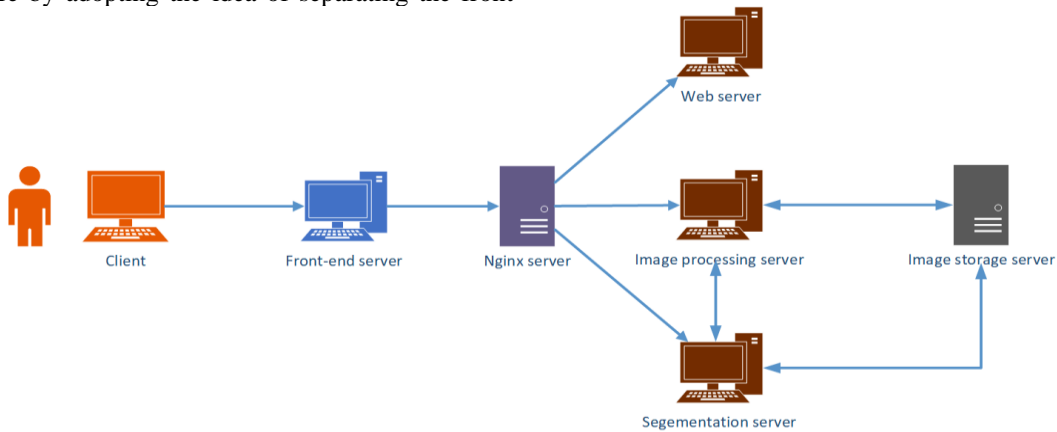 by adopting the idea of separating the front
Web server
Client
Front-end server
Nginx server
Image processing server
Image storage server
Segementation server